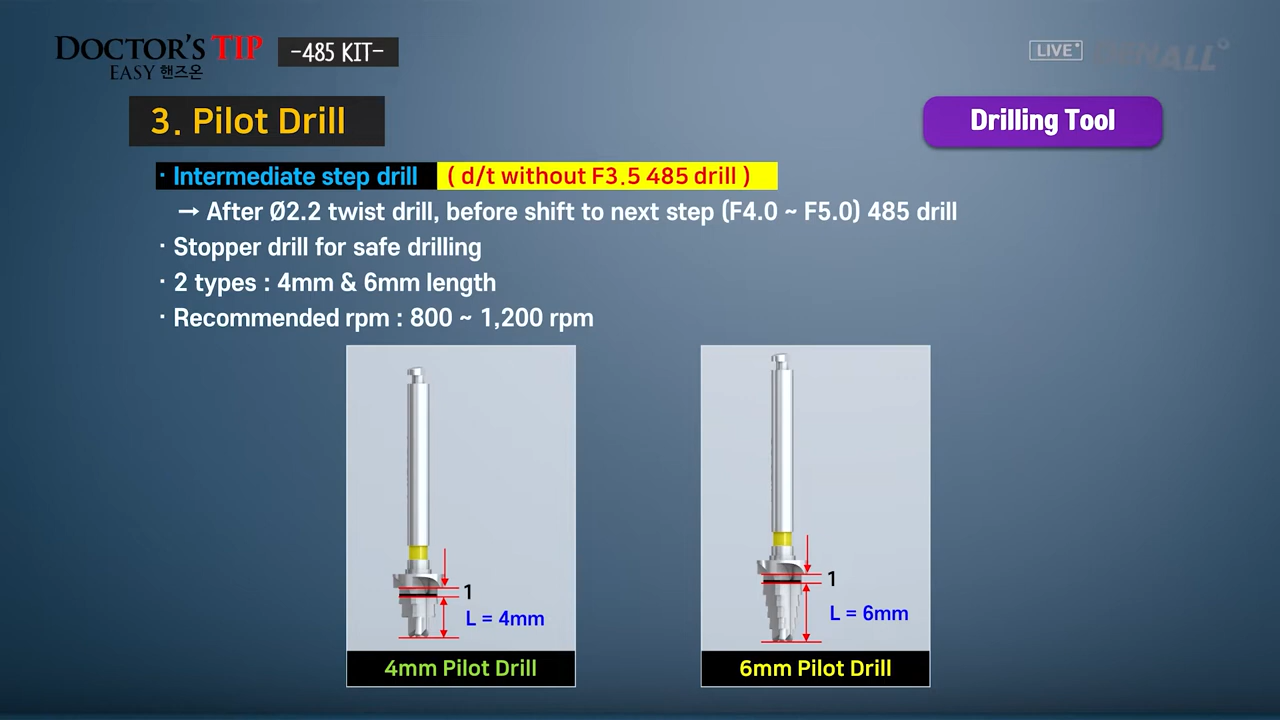 DOCTOR'S TIP -485 KIT-
EASY 핸즈온
LIVE
3. Pilot Drill
Drilling Tool
· Intermediate step drill ( d/t without F3.5 485 drill )
→ After Ø2.2 twist drill, before shift to next step (F4.0 ~ F5.0) 485 drill
· Stopper drill for safe drilling
· 2 types : 4mm & 6mm length
· Recommended rpm : 800 ~ 1,200 rpm
1
L = 4mm
4mm Pilot Drill
1
L = 6mm
6mm Pilot Drill